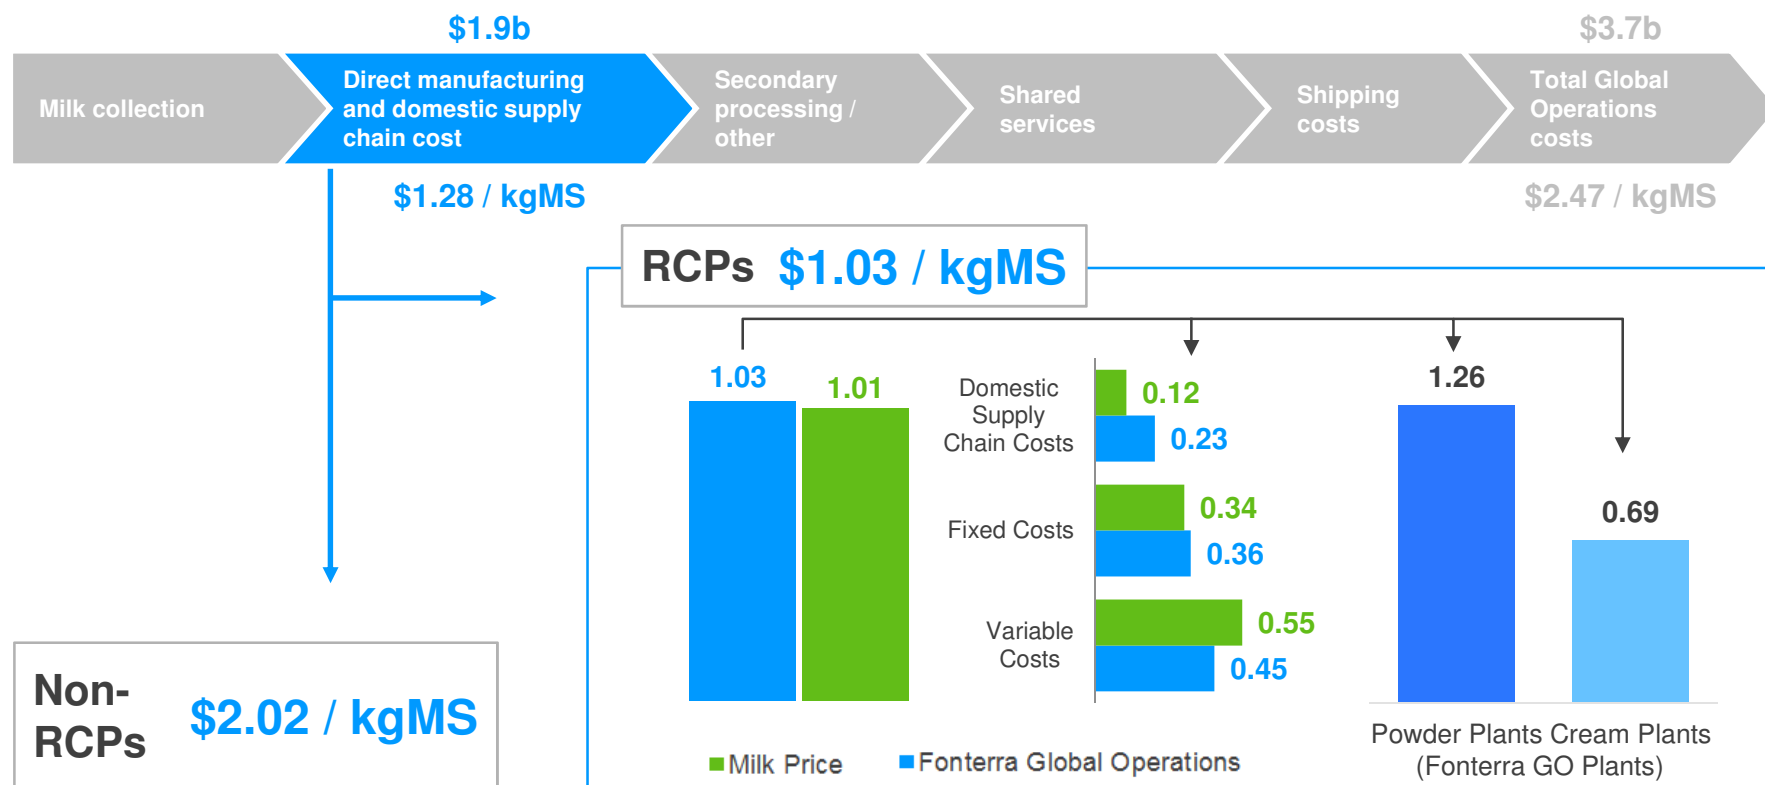 $1.9b
$3.7b
Milk collection
Direct manufacturing
and domestic supply
chain cost
Secondary
processing /
other
Shared
services
Shipping
costs
Total Global
Operations
costs
$1.28 / kgMS
$2.47 / kgMS
RCPs $1.03 / kgMS
1.03
1.01
Domestic
Supply
Chain Costs
0.12
0.23
Fixed Costs
0.34
0.36
Variable
Costs
0.55
0.45
1.26
0.69
Powder Plants Cream Plants
(Fonterra GO Plants)
Milk Price
Fonterra Global Operations
Non-
RCPs
$2.02 / kgMS